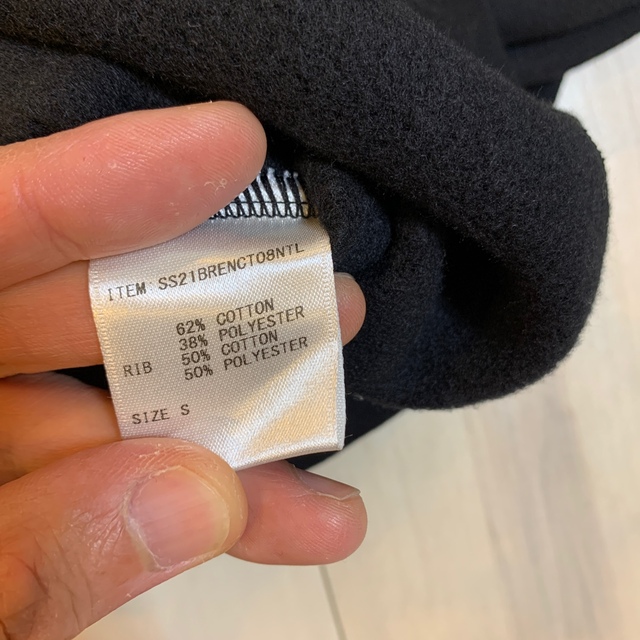 ITEM SS21BRENCT08NTL
62% COTTON
38% POLYESTER
RIB 50% COTTON
50% POLYESTER
SIZE S